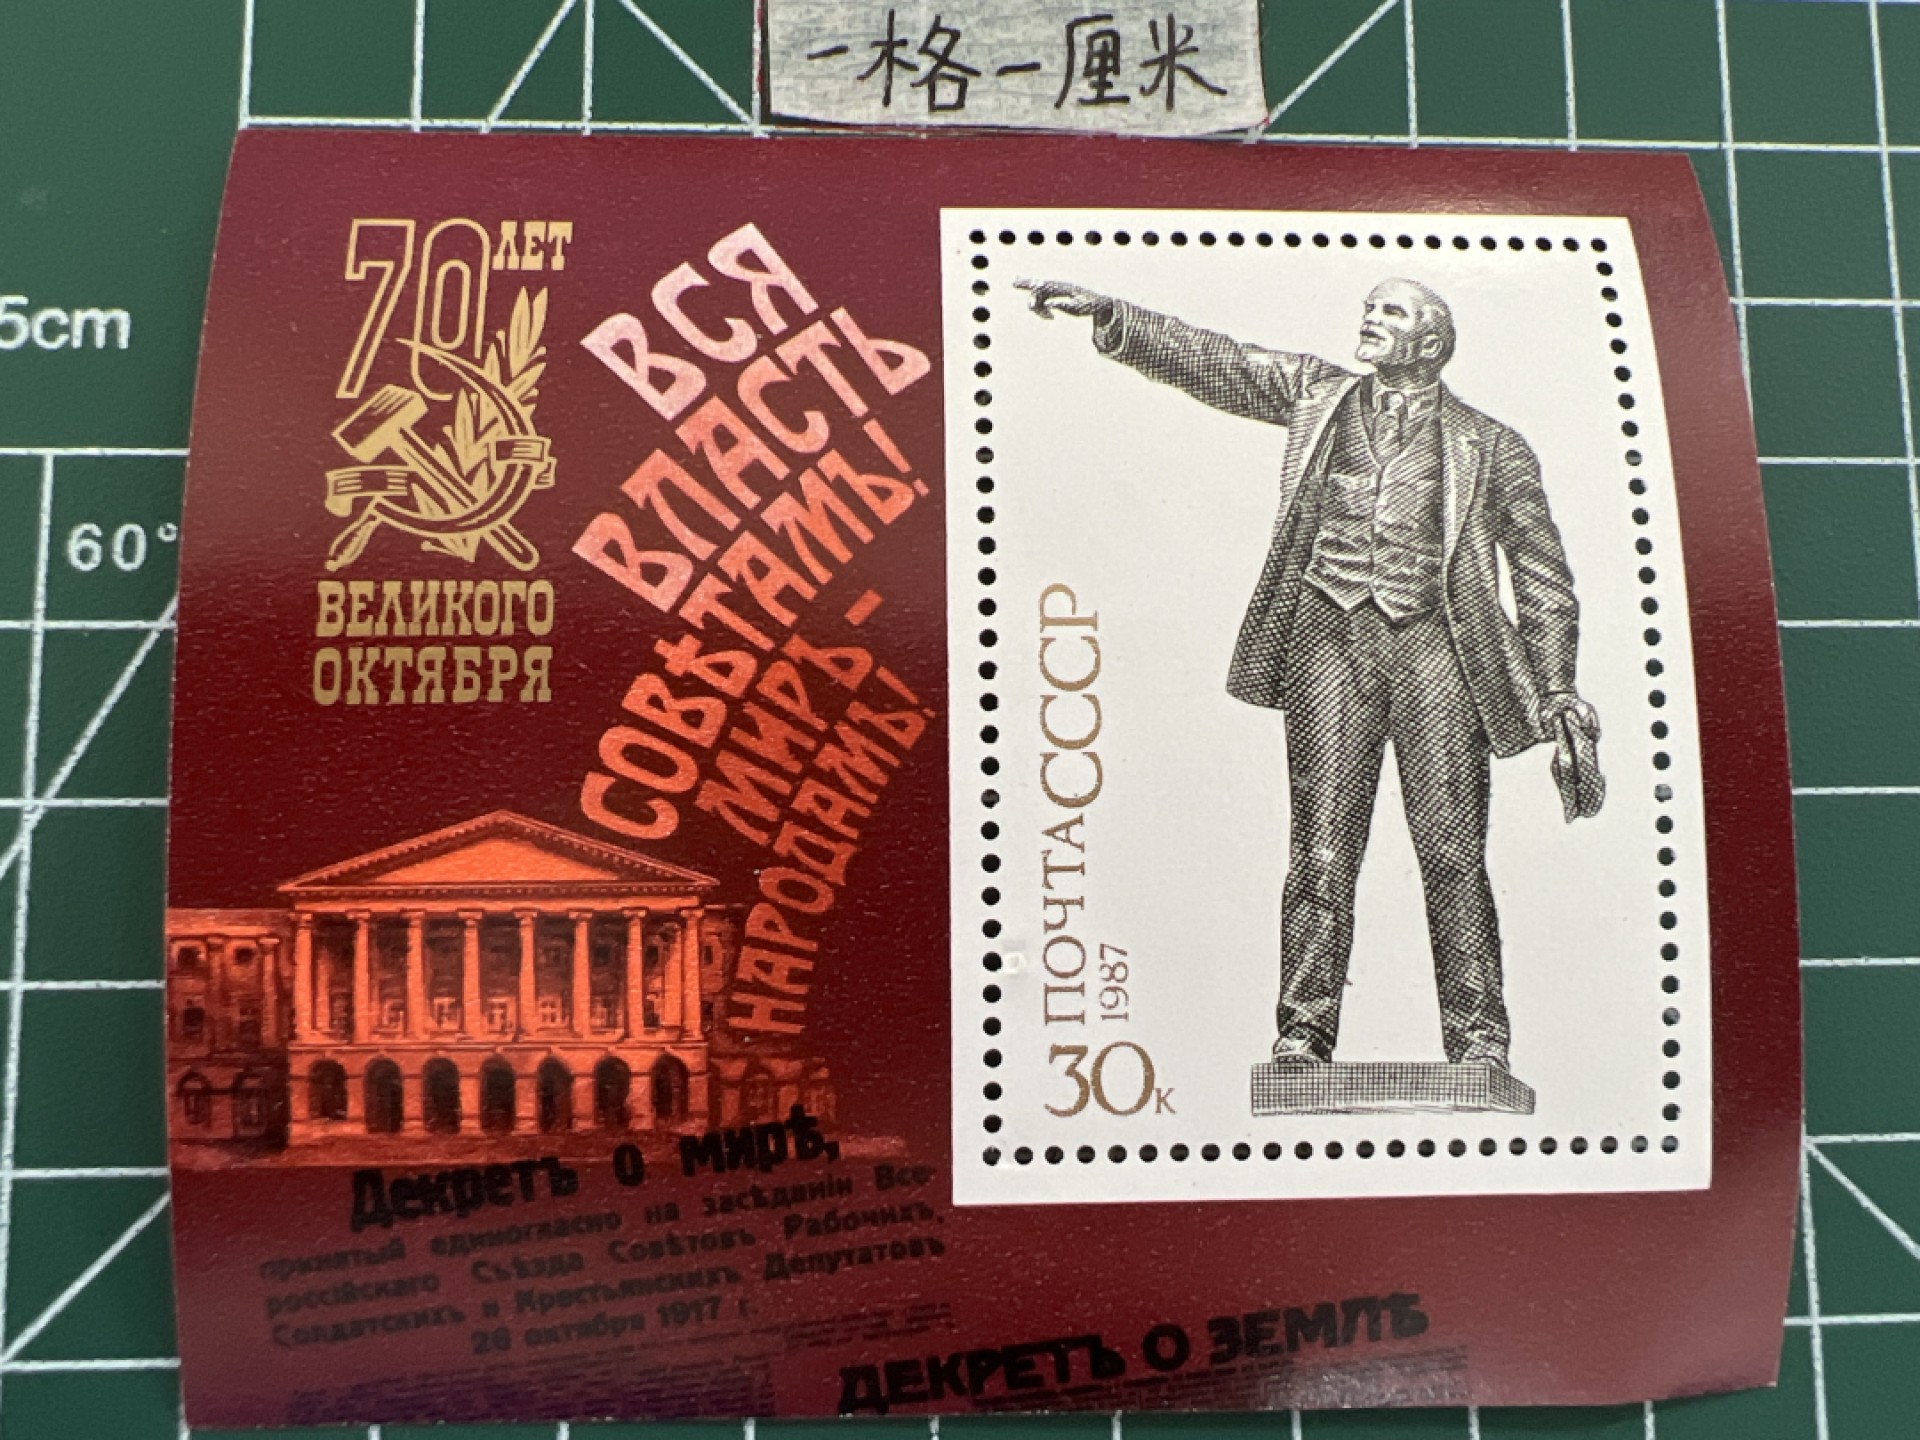 一格一厘米
5cm
60°
70 ЛЕТ
ВЕЛИКОГО
ОКТЯБРЯ
ВСЯ
ВЛАСТЬ
СОВѢТАМЪ!
МИРЪ -
НАРОДАМЪ!
ПОЧТА СССР
1987
30к
Декретъ о мирѣ,
принятый единогласно на засѣданіи Все-
россійскаго Съѣзда Совѣтовъ Рабочихъ,
Солдатскихъ и Крестьянскихъ Депутатовъ
26 октября 1917 г.
ДЕКРЕТЪ О ЗЕМЛѢ